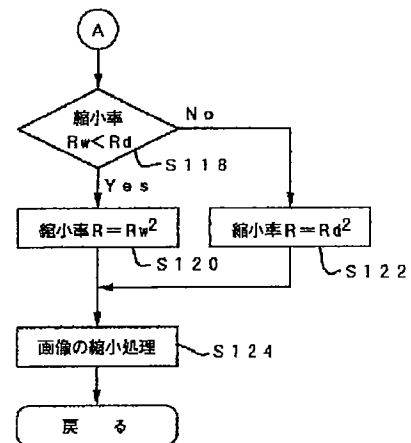 A
縮小率
Rw<Rd
No
S118
Yes
縮小率R=Rw²
縮小率R=Rd²
S120
S122
画像の縮小処理
S124
戻る